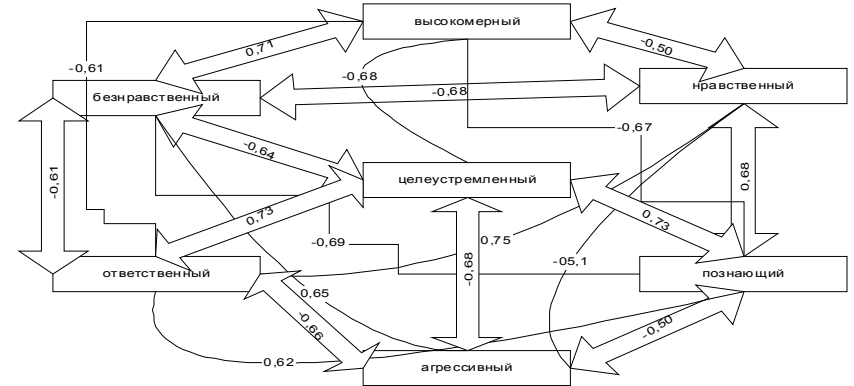 высокомерный
-0,61
0,71
-0,50
-0,68
безнравственный
-0,68
нравственный
-0,67
-0,64
-0,61
целеустремленный
0,68
0,73
0,73
-0,69
0,75
-0,68
-05,1
ответственный
познающий
0,65
-0,66
-0,50
0,62
агрессивный